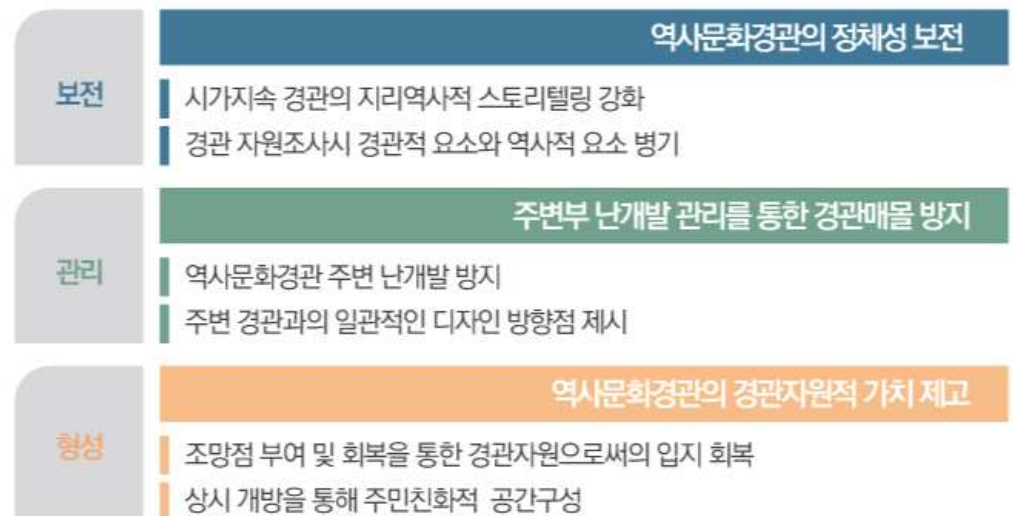 역사문화경관의 정체성 보전
보전
시가지속 경관의 지리역사적 스토리텔링 강화
경관 자원조사시 경관적 요소와 역사적 요소 병기
주변부 난개발 관리를 통한 경관매몰 방지
관리
역사문화경관 주변 난개발 방지
주변 경관과의 일관적인 디자인 방향점 제시
역사문화경관의 경관자원적 가치 제고
형성
조망점 부여 및 회복을 통한 경관자원으로써의 입지 회복
상시 개방을 통해 주민친화적 공간구성